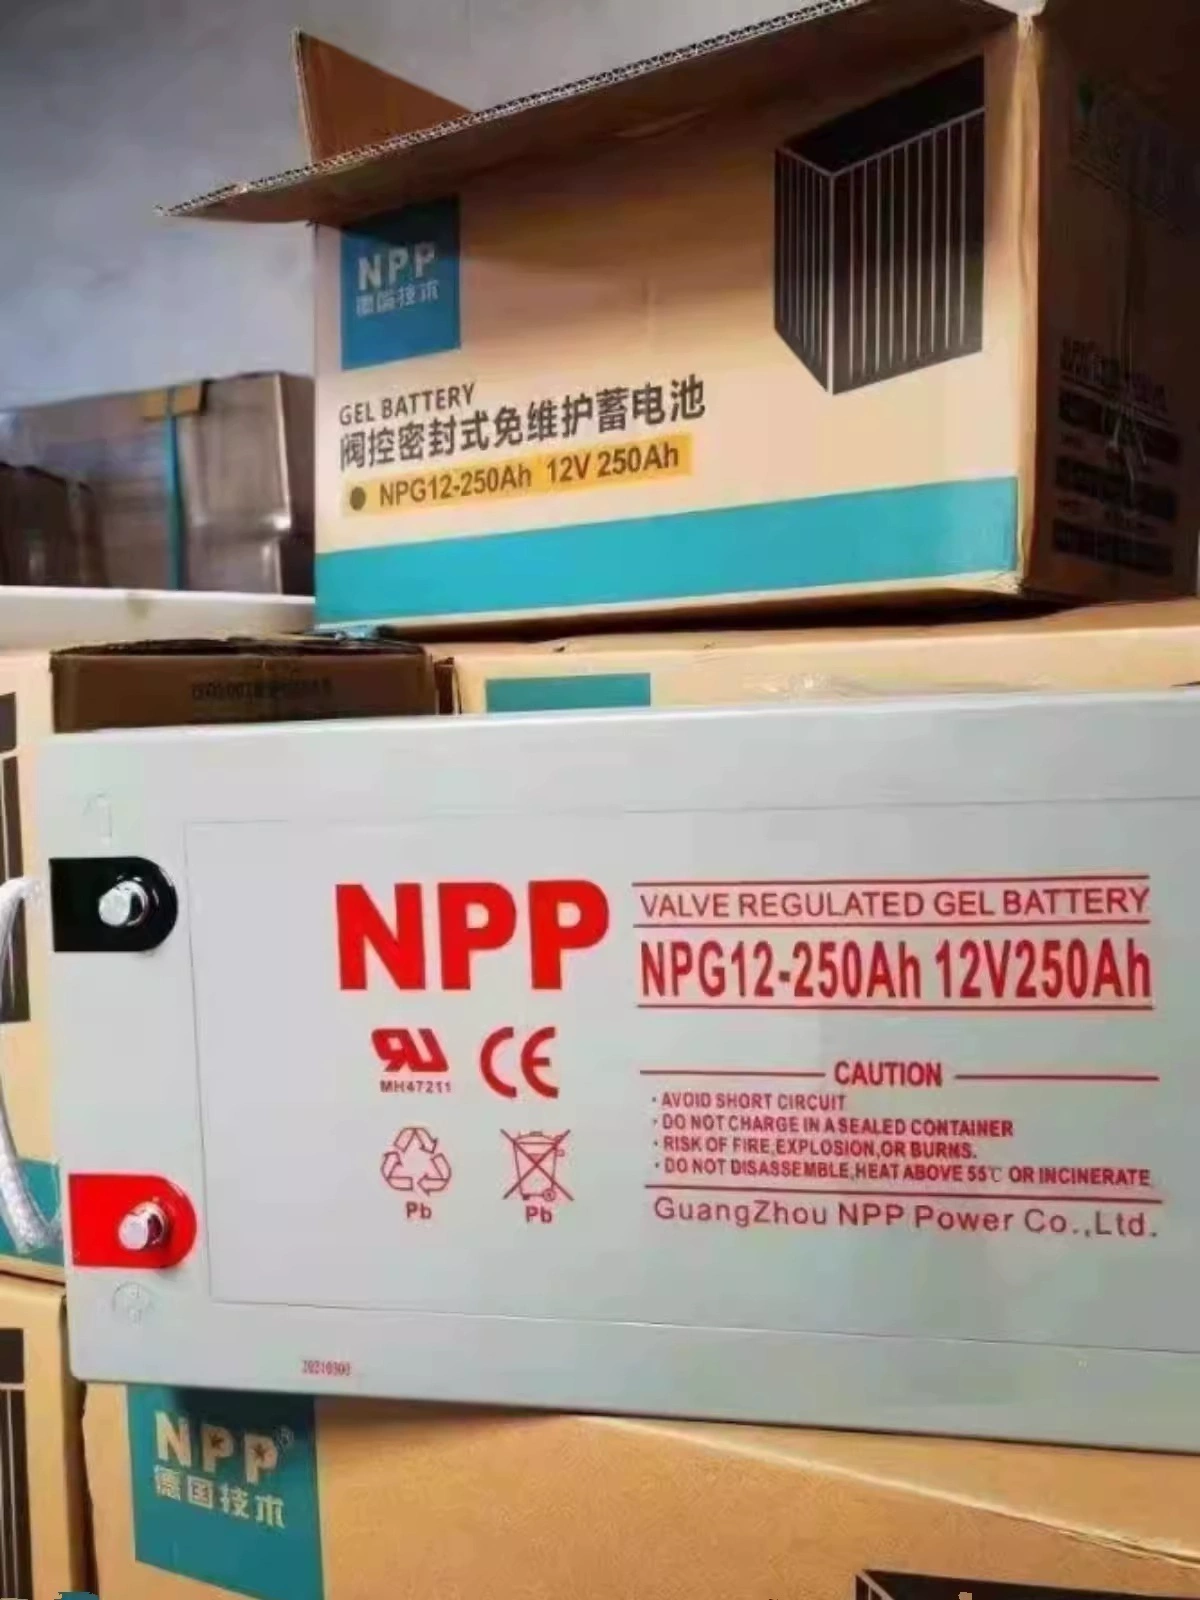 NPP
德国技术
GEL BATTERY
阀控密封式免维护蓄电池
NPG12-250Ah 12V 250Ah
NPP
VALVE REGULATED GEL BATTERY
NPG12-250Ah 12V250Ah
MH47211
CE
CAUTION
· AVOID SHORT CIRCUIT
· DO NOT CHARGE IN A SEALED CONTAINER
· RISK OF FIRE,EXPLOSION,OR BURNS.
· DO NOT DISASSEMBLE,HEAT ABOVE 55℃ OR INCINERATE
Pb
Pb
GuangZhou NPP Power Co.,Ltd.
NPP®
德国技术